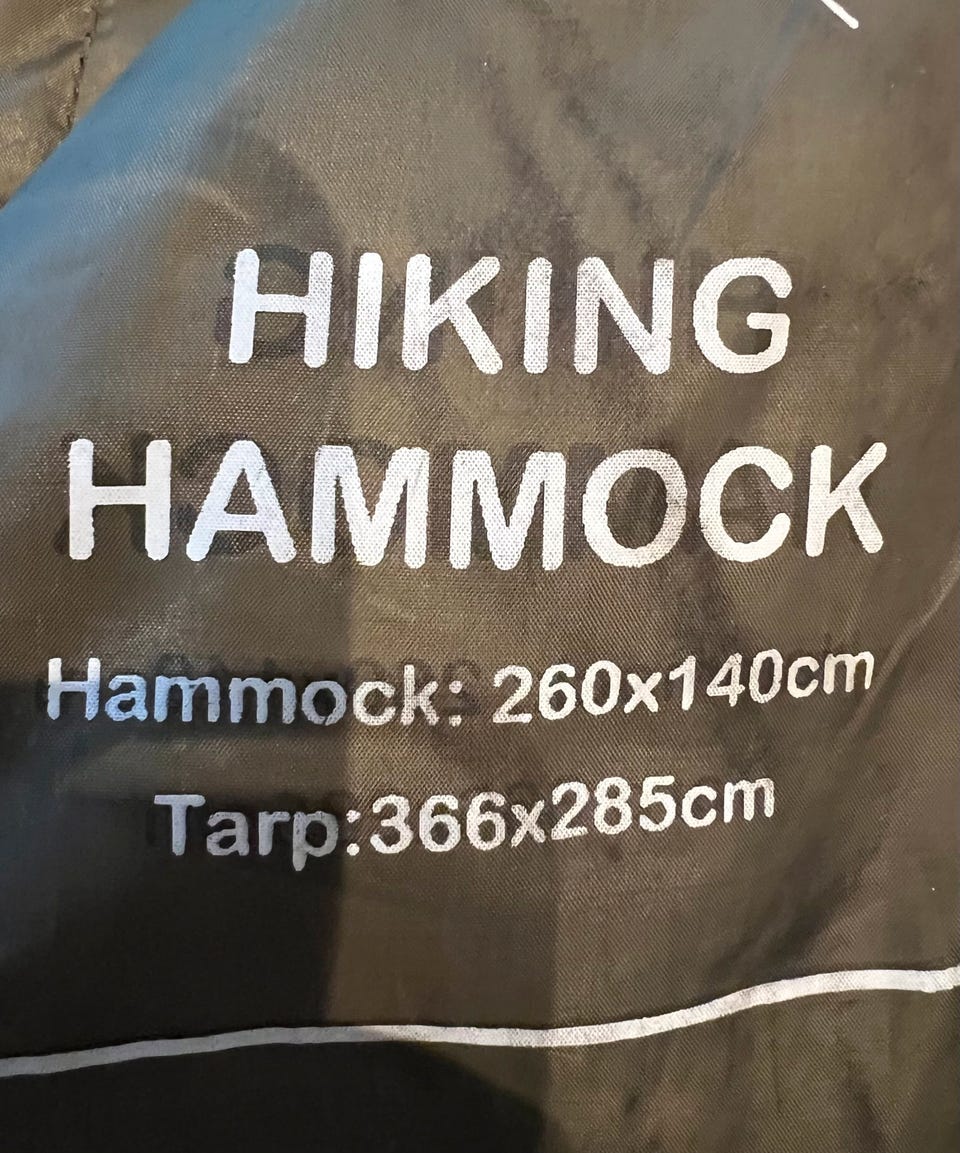 HIKING
HAMMOCK
Hammock: 260x140cm
Tarp:366x285cm